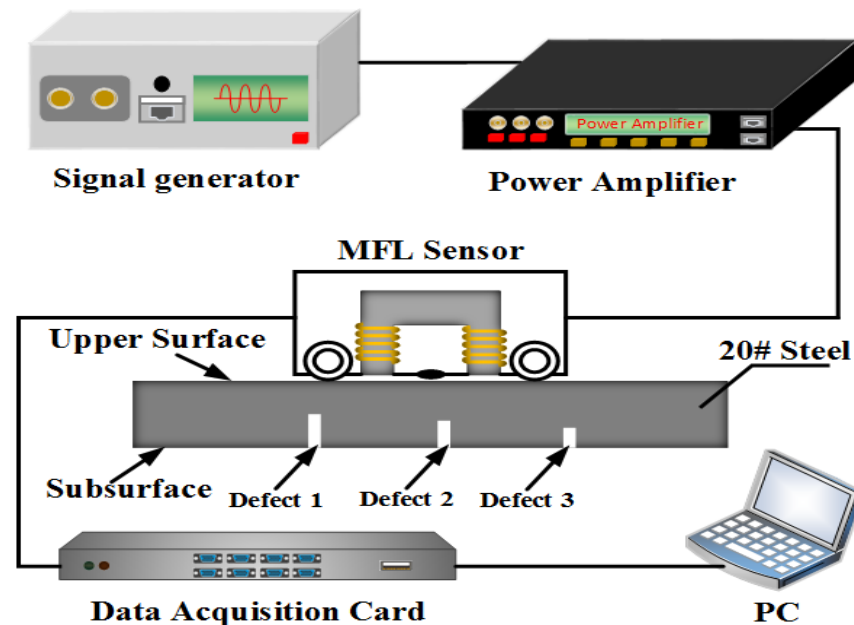 Power Amplifier
Signal generator
Power Amplifier
MFL Sensor
Upper Surface
20# Steel
Subsurface
Defect 1
Defect 2
Defect 3
Data Acquisition Card
PC